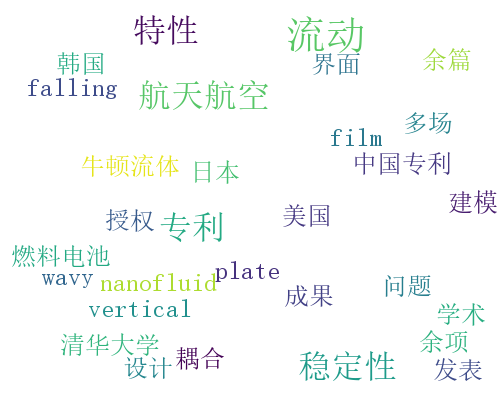 特性
流动
韩国
界面
余篇
falling
航天航空
film
多场
牛顿流体
日本
中国专利
授权
专利
美国
建模
燃料电池
wavy
nanofluid
plate
vertical
成果
问题
学术
清华大学
设计
耦合
稳定性
余项
发表